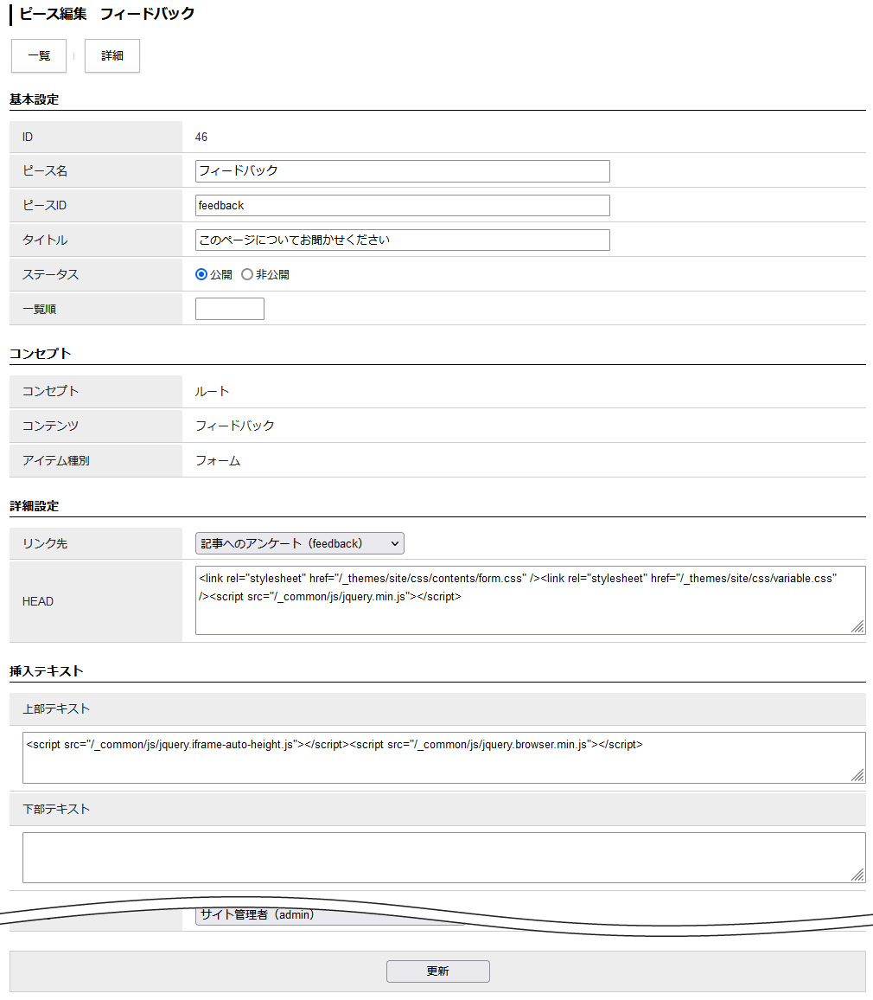 ピース編集　フィードバック
一覧
詳細
基本設定
ID 46
ピース名 フィードバック
ピースID feedback
タイトル このページについてお聞かせください
ステータス 公開 非公開
一覧順
コンセプト
コンセプト ルート
コンテンツ フィードバック
アイテム種別 フォーム
詳細設定
リンク先 記事へのアンケート（feedback）
HEAD
<link rel="stylesheet" href="/_themes/site/css/contents/form.css" /><link rel="stylesheet" href="/_themes/site/css/variable.css"
/><script src="/_common/js/jquery.min.js"></script>
挿入テキスト
上部テキスト
<script src="/_common/js/jquery.iframe-auto-height.js"></script><script src="/_common/js/jquery.browser.min.js"></script>
下部テキスト
サイト管理者（admin）
更新